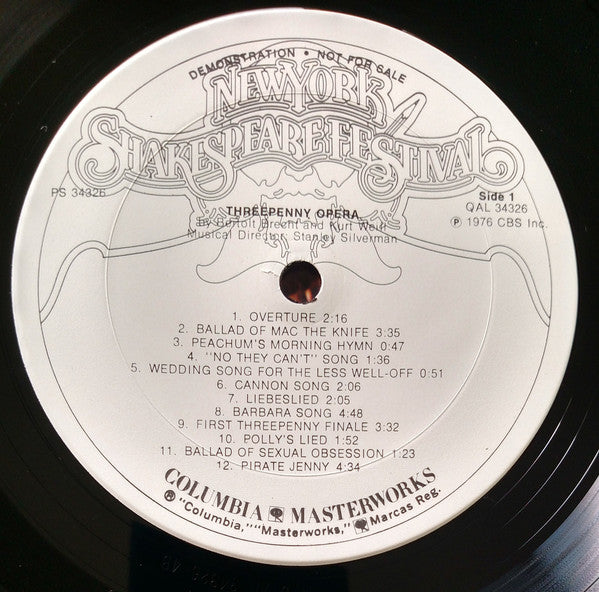 DEMONSTRATION • NOT FOR SALE
NEW YORK
SHAKESPEARE FESTIVAL
PS 34326
Side 1
QAL 34326
℗ 1976 CBS Inc.
THREEPENNY OPERA
By Bertolt Brecht and Kurt Weill
Musical Director: Stanley Silverman
1. OVERTURE 2:16
2. BALLAD OF MAC THE KNIFE 3:35
3. PEACHUM'S MORNING HYMN 0:47
4. "NO THEY CAN'T" SONG 1:36
5. WEDDING SONG FOR THE LESS WELL-OFF 0:51
6. CANNON SONG 2:06
7. LIEBESLIED 2:05
8. BARBARA SONG 4:48
9. FIRST THREEPENNY FINALE 3:32
10. POLLY'S LIED 1:52
11. BALLAD OF SEXUAL OBSESSION 1:23
12. PIRATE JENNY 4:34
COLUMBIA MASTERWORKS
® "Columbia," "Masterworks," Marcas Reg.